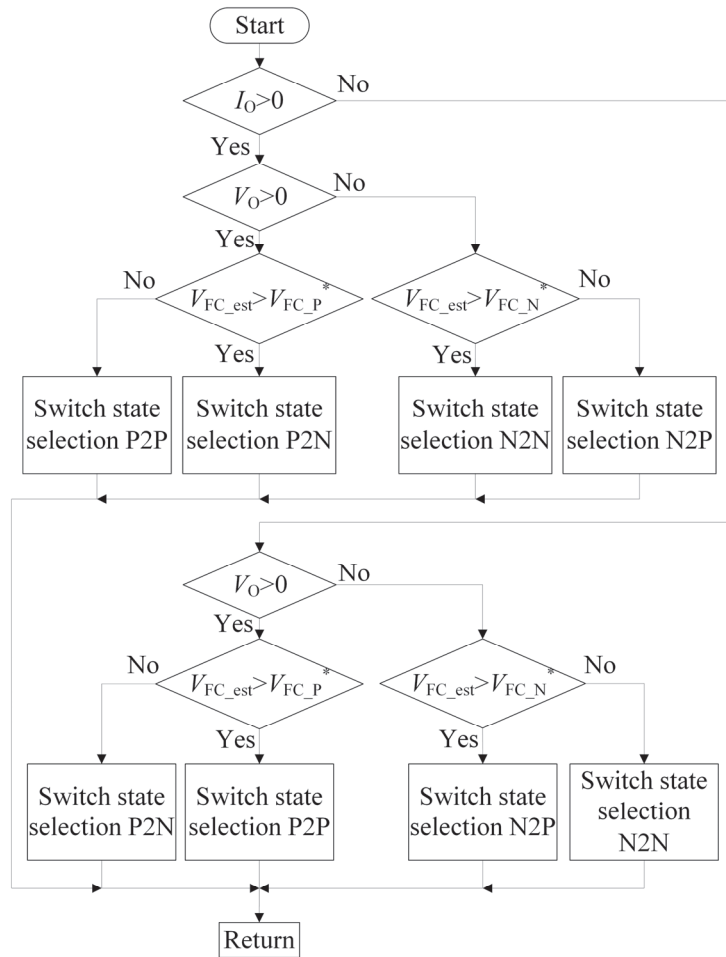 Start
I_O>0
No
Yes
V_O>0
No
Yes
No
V_FC_est>V_FC_P*
V_FC_est>V_FC_N*
No
Yes
Yes
Switch state
selection P2P
Switch state
selection P2N
Switch state
selection N2N
Switch state
selection N2P
V_O>0
No
Yes
No
V_FC_est>V_FC_P*
V_FC_est>V_FC_N*
No
Yes
Yes
Switch state
selection P2N
Switch state
selection P2P
Switch state
selection N2P
Switch state
selection
N2N
Return